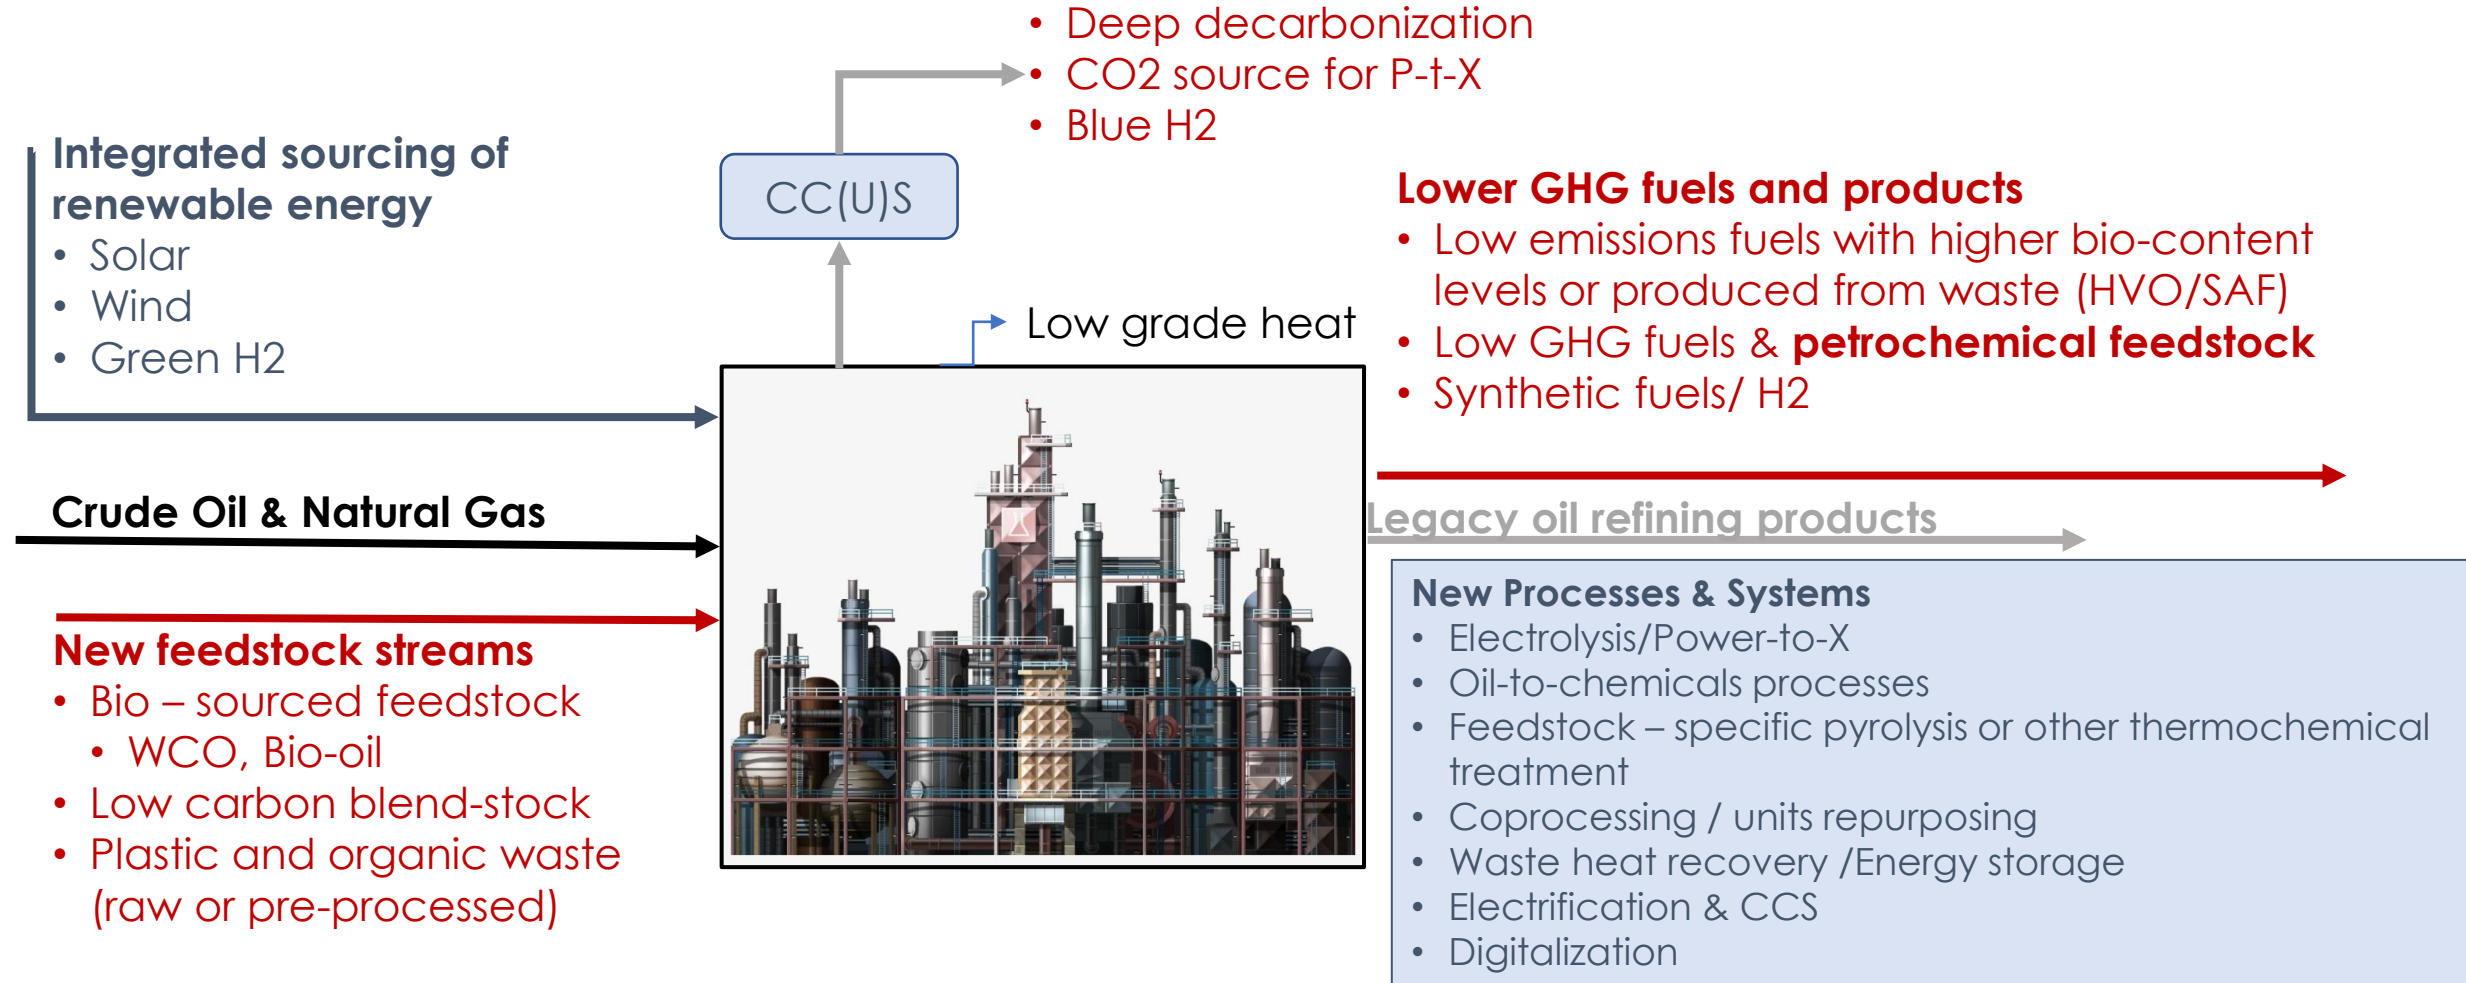 • Deep decarbonization
• CO2 source for P-t-X
• Blue H2
Integrated sourcing of
renewable energy
• Solar
• Wind
• Green H2
CC(U)S
Low grade heat
Lower GHG fuels and products
• Low emissions fuels with higher bio-content
levels or produced from waste (HVO/SAF)
• Low GHG fuels & petrochemical feedstock
• Synthetic fuels/ H2
Crude Oil & Natural Gas
Legacy oil refining products
New feedstock streams
• Bio – sourced feedstock
• WCO, Bio-oil
• Low carbon blend-stock
• Plastic and organic waste
(raw or pre-processed)
New Processes & Systems
• Electrolysis/Power-to-X
• Oil-to-chemicals processes
• Feedstock – specific pyrolysis or other thermochemical
treatment
• Coprocessing / units repurposing
• Waste heat recovery /Energy storage
• Electrification & CCS
• Digitalization